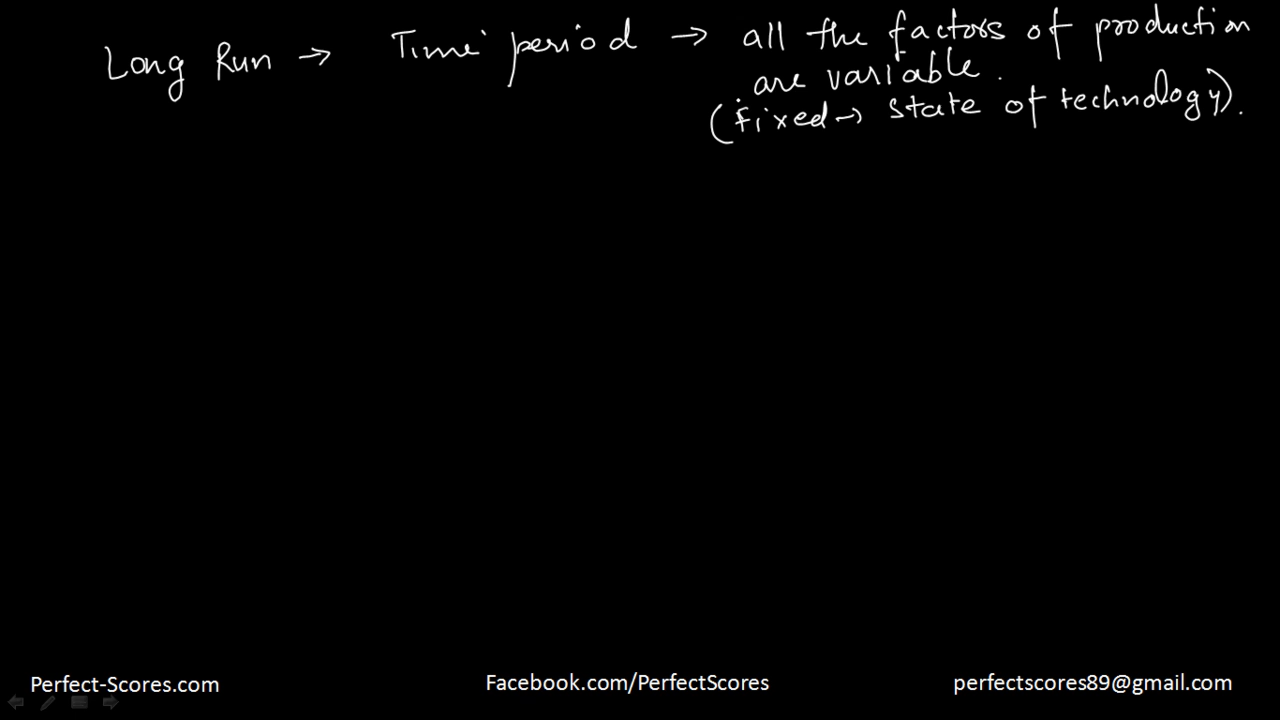 Long Run → Time period → all the factors of production
are variable.
(Fixed → state of technology).
Perfect-Scores.com
Facebook.com/PerfectScores
perfectscores89@gmail.com